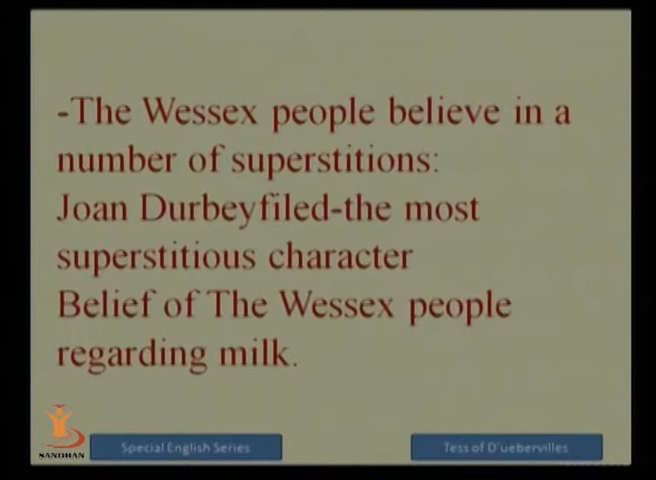 -The Wessex people believe in a
number of superstitions:
Joan Durbeyfiled-the most
superstitious character
Belief of The Wessex people
regarding milk.
SANDHAN
Special English Series
Tess of D'uebervilles